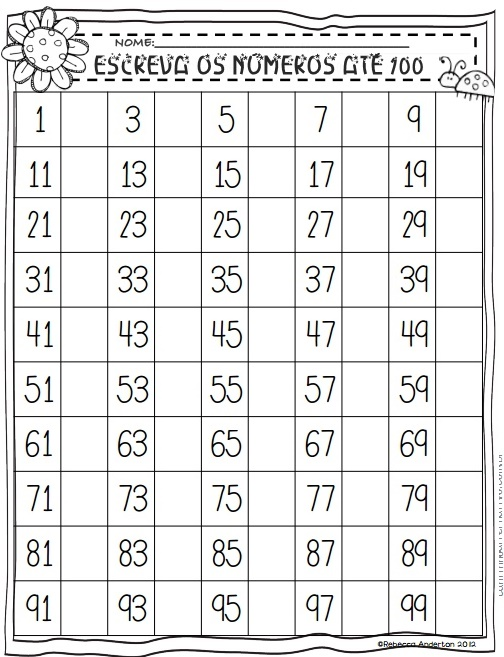 NOME:
ESCREVA OS NÚMEROS ATÉ 100
1 3 5 7 9
11 13 15 17 19
21 23 25 27 29
31 33 35 37 39
41 43 45 47 49
51 53 55 57 59
61 63 65 67 69
71 73 75 77 79
81 83 85 87 89
91 93 95 97 99
©Rebecca Anderton 2012